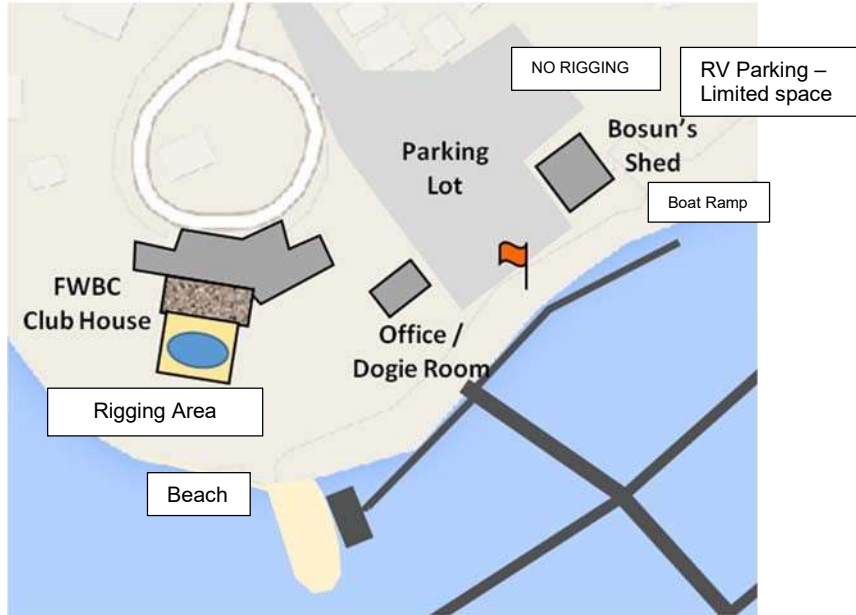 NO RIGGING
RV Parking –
Limited space
Bosun's
Shed
Parking
Lot
Boat Ramp
FWBC
Club House
Office /
Dogie Room
Rigging Area
Beach